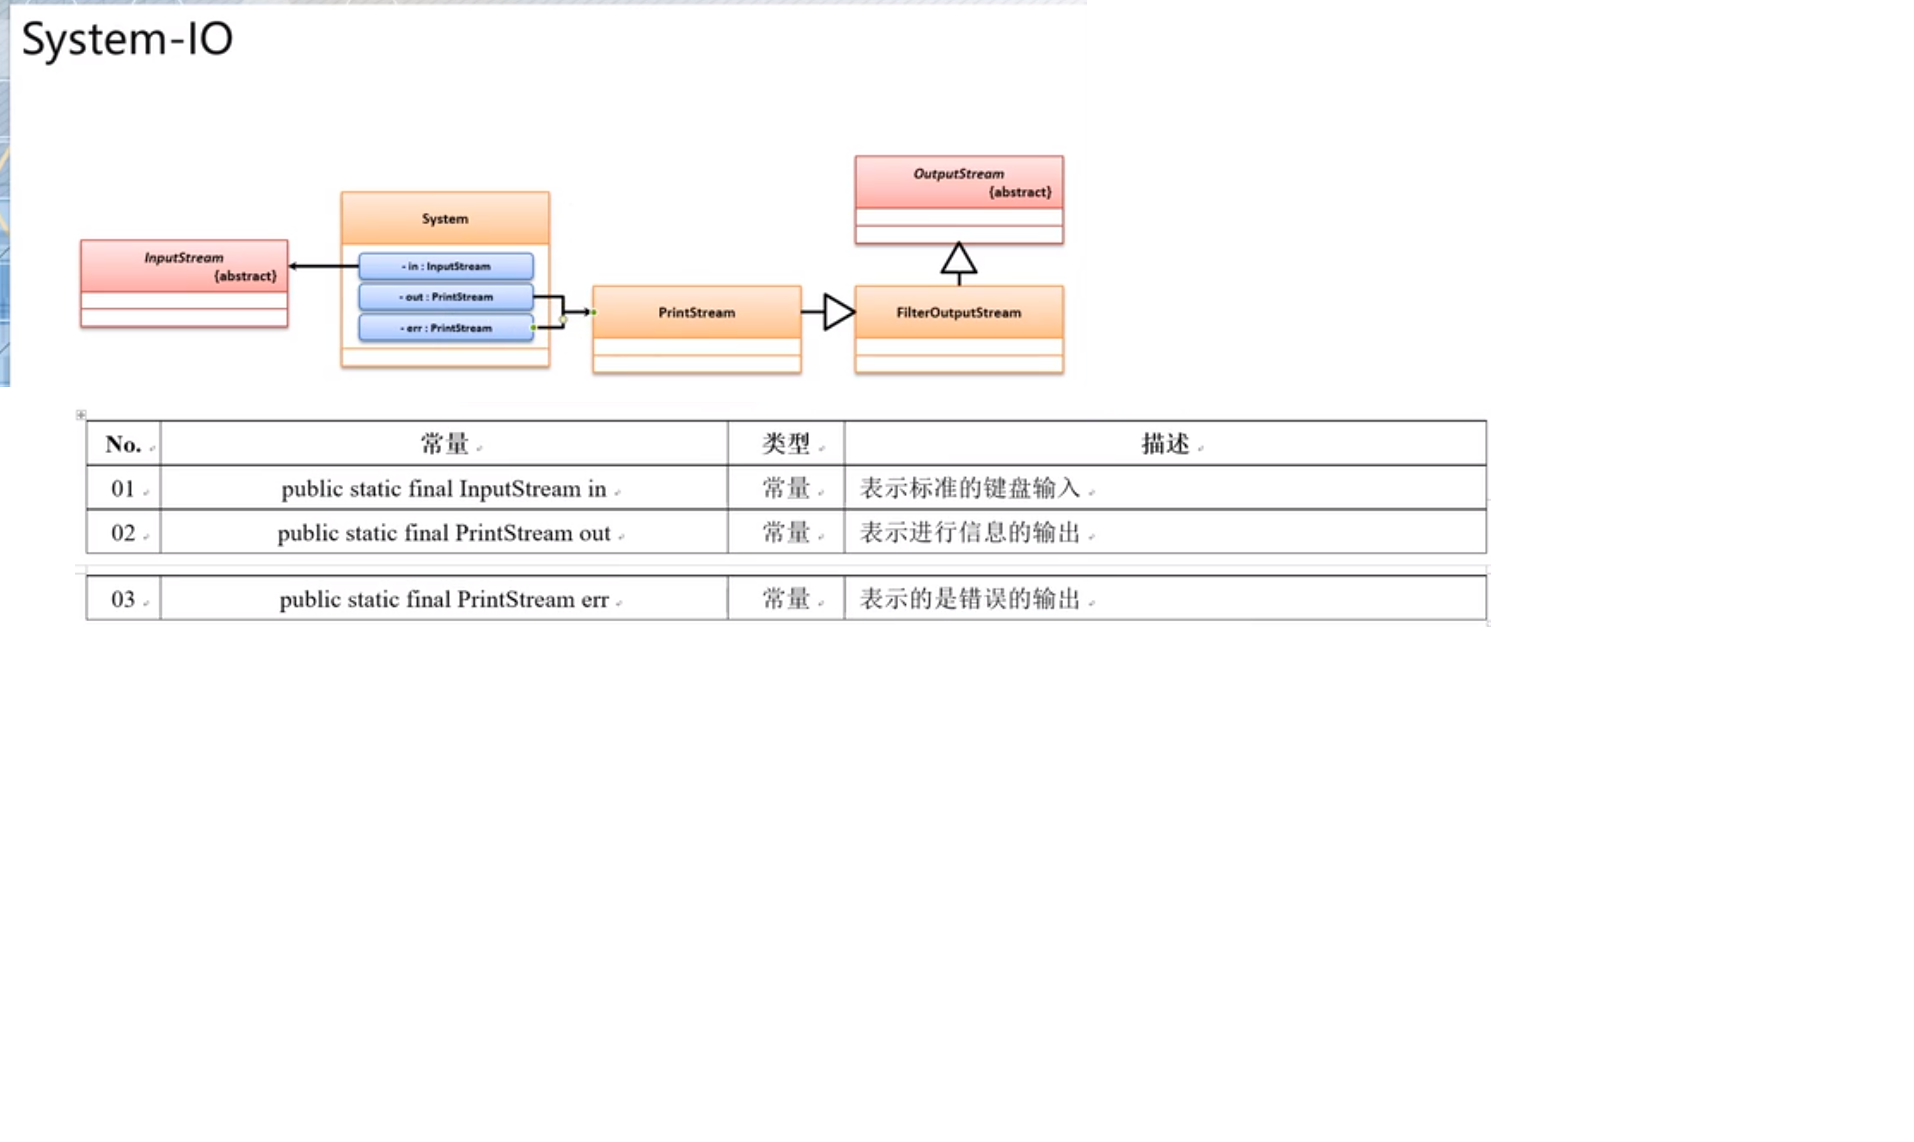 System-IO
OutputStream
{abstract}
System
InputStream
{abstract}
- in : InputStream
- out : PrintStream
- err : PrintStream
PrintStream
FilterOutputStream
No. 常量 类型 描述
01 public static final InputStream in 常量 表示标准的键盘输入
02 public static final PrintStream out 常量 表示进行信息的输出
03 public static final PrintStream err 常量 表示的是错误的输出